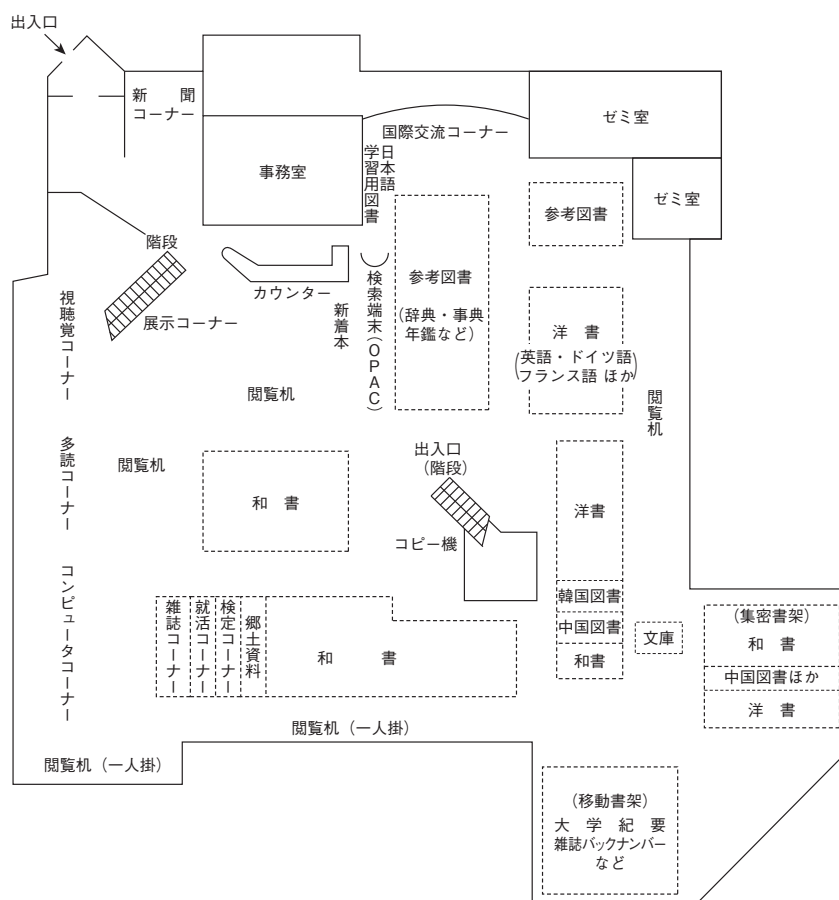 出入口
新聞
コーナー
事務室
国際交流コーナー
日本語
学習用図書
ゼミ室
ゼミ室
参考図書
階段
カウンター
展示コーナー
新着本
検索端末(OPAC)
参考図書
(辞典・事典
年鑑など)
洋書
(英語・ドイツ語
フランス語 ほか)
視聴覚コーナー
閲覧机
閲覧机
多読コーナー
閲覧机
和書
出入口
(階段)
コピー機
洋書
韓国図書
中国図書
和書
文庫
(集密書架)
和書
中国図書ほか
洋書
コンピュータコーナー
雑誌コーナー
就活コーナー
検定コーナー
郷土資料
和書
閲覧机(一人掛)
閲覧机(一人掛)
(移動書架)
大学紀要
雑誌バックナンバー
など